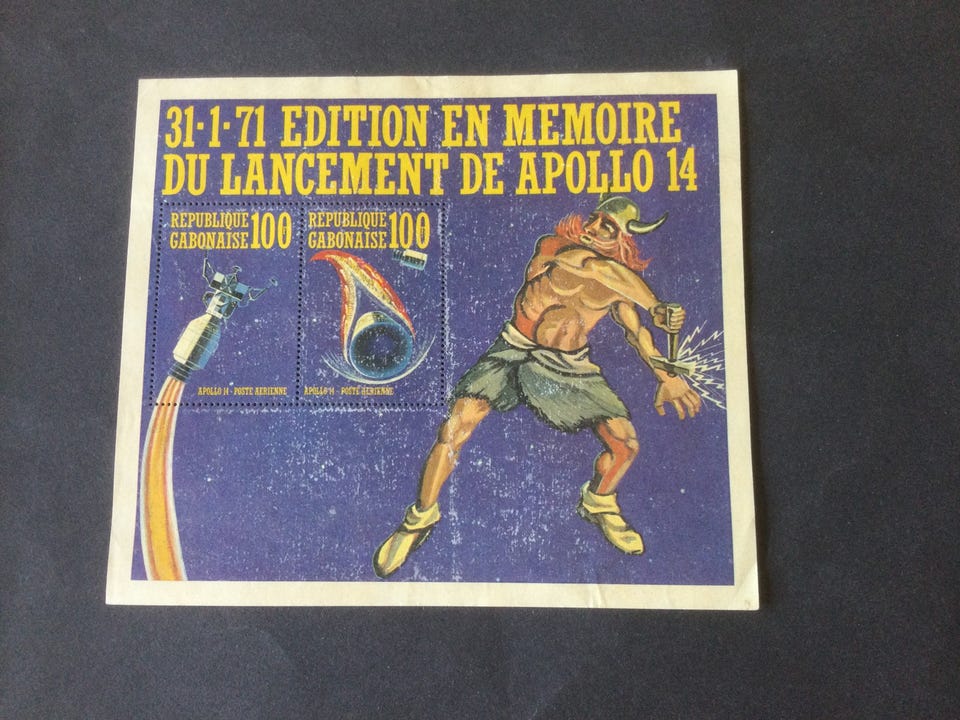 31·1·71 EDITION EN MEMOIRE
DU LANCEMENT DE APOLLO 14
REPUBLIQUE
GABONAISE 100
APOLLO 14 - POSTE AERIENNE
REPUBLIQUE
GABONAISE 100
APOLLO 14 - POSTE AERIENNE